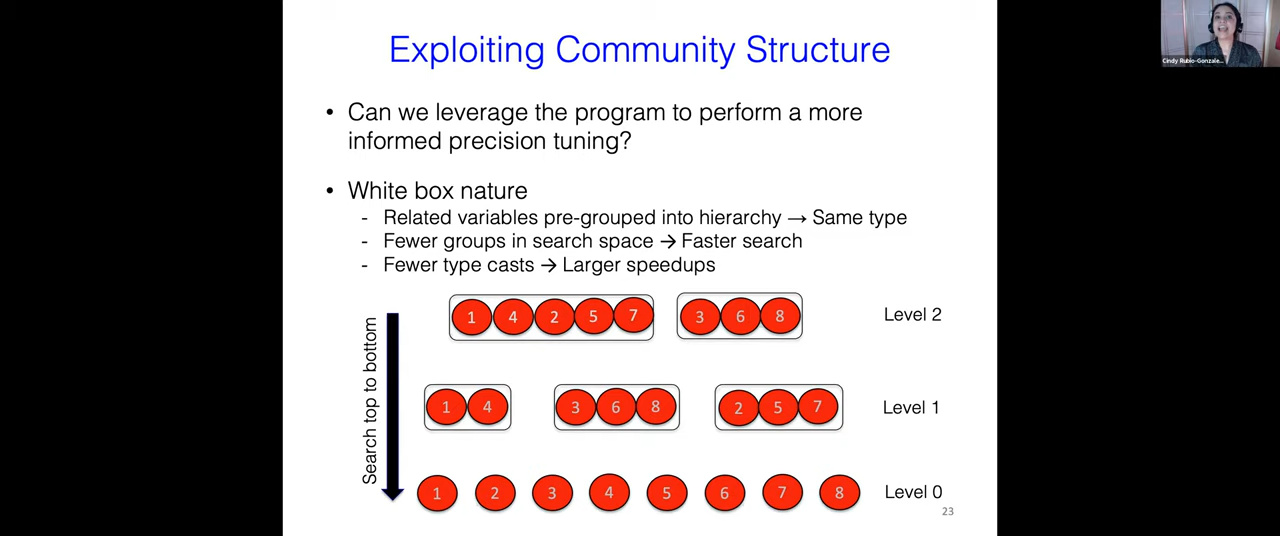 Exploiting Community Structure
Cindy Rubio-Gonzale...
• Can we leverage the program to perform a more
informed precision tuning?
• White box nature
- Related variables pre-grouped into hierarchy → Same type
- Fewer groups in search space → Faster search
- Fewer type casts → Larger speedups
Search top to bottom
1 4 2 5 7 3 6 8 Level 2
1 4 3 6 8 2 5 7 Level 1
1 2 3 4 5 6 7 8 Level 0
23